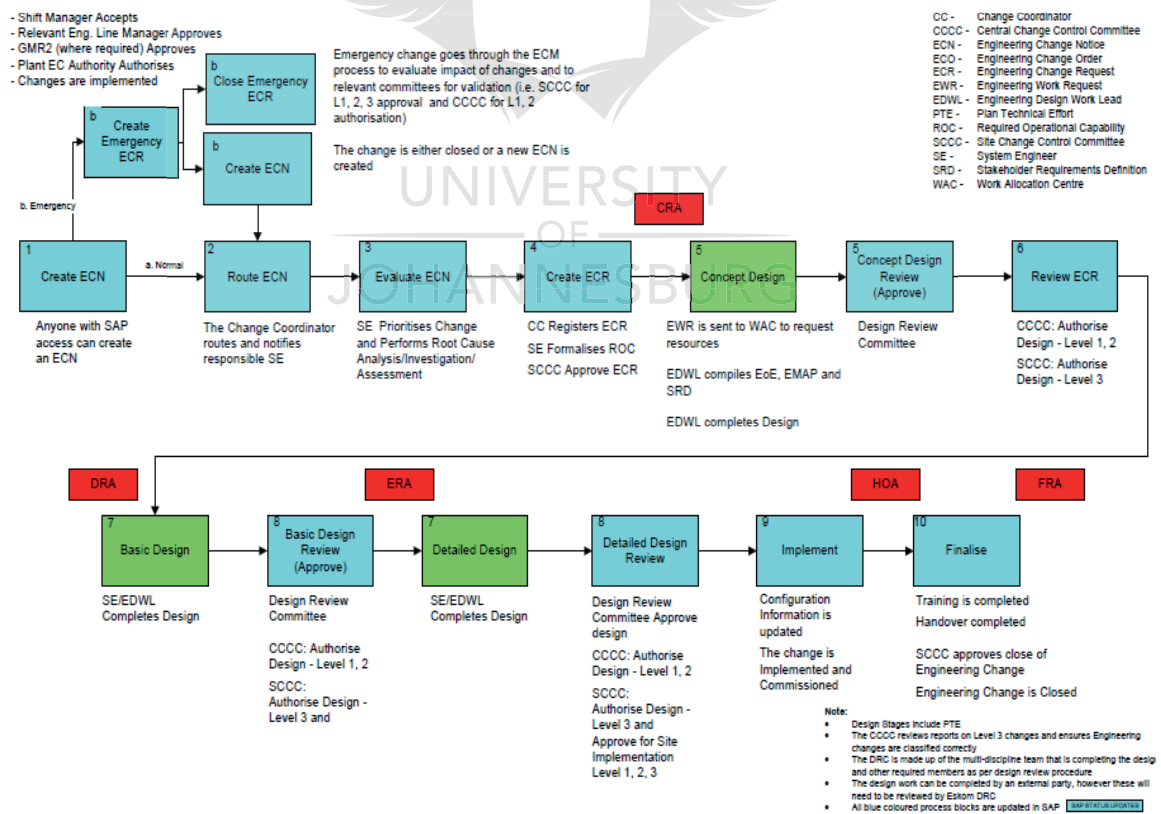 - Shift Manager Accepts
- Relevant Eng. Line Manager Approves
- GMR2 (where required) Approves
- Plant EC Authority Authorises
- Changes are implemented
b
Close Emergency
ECR
b
Create
Emergency
ECR
b
Create ECN
Emergency change goes through the ECM
process to evaluate impact of changes and to
relevant committees for validation (i.e. SCCC for
L1, 2, 3 approval and CCCC for L1, 2
authorisation)
The change is either closed or a new ECN is
created
CC - Change Coordinator
CCCC - Central Change Control Committee
ECN - Engineering Change Notice
ECO - Engineering Change Order
ECR - Engineering Change Request
EWR - Engineering Work Request
EDWL - Engineering Design Work Lead
PTE - Plan Technical Effort
ROC - Required Operational Capability
SCCC - Site Change Control Committee
SE - System Engineer
SRD - Stakeholder Requirements Definition
WAC - Work Allocation Centre
UNIVERSITY
OF
JOHANNESBURG
b. Emergency
a. Normal
CRA
1
Create ECN
2
Route ECN
3
Evaluate ECN
4
Create ECR
5
Concept Design
5
Concept Design
Review
(Approve)
6
Review ECR
Anyone with SAP
access can create
an ECN
The Change Coordinator
routes and notifies
responsible SE
SE Prioritises Change
and Performs Root Cause
Analysis/Investigation/
Assessment
CC Registers ECR
SE Formalises ROC
SCCC Approve ECR
EWR is sent to WAC to request
resources
EDWL compiles EoE, EMAP and
SRD
EDWL completes Design
Design Review
Committee
CCCC: Authorise
Design - Level 1, 2
SCCC: Authorise
Design - Level 3
DRA
ERA
HOA
FRA
7
Basic Design
8
Basic Design
Review
(Approve)
7
Detailed Design
8
Detailed Design
Review
9
Implement
10
Finalise
SE/EDWL
Completes Design
Design Review
Committee
CCCC: Authorise
Design - Level 1, 2
SCCC:
Authorise Design -
Level 3 and
SE/EDWL
Completes Design
Design Review
Committee Approve
design
CCCC: Authorise
Design - Level 1, 2
SCCC:
Authorise Design -
Level 3 and
Approve for Site
Implementation
Level 1, 2, 3
Configuration
Information is
updated
The change is
Implemented and
Commissioned
Training is completed
Handover completed
SCCC approves close of
Engineering Change
Engineering Change is Closed
Note:
• Design Stages include PTE
• The CCCC reviews reports on Level 3 changes and ensures Engineering
changes are classified correctly
• The DRC is made up of the multi-discipline team that is completing the desig
and other required members as per design review procedure
• The design work can be completed by an external party, however these will
need to be reviewed by Eskom DRC
• All blue coloured process blocks are updated in SAP SAP STATUS UPDATES